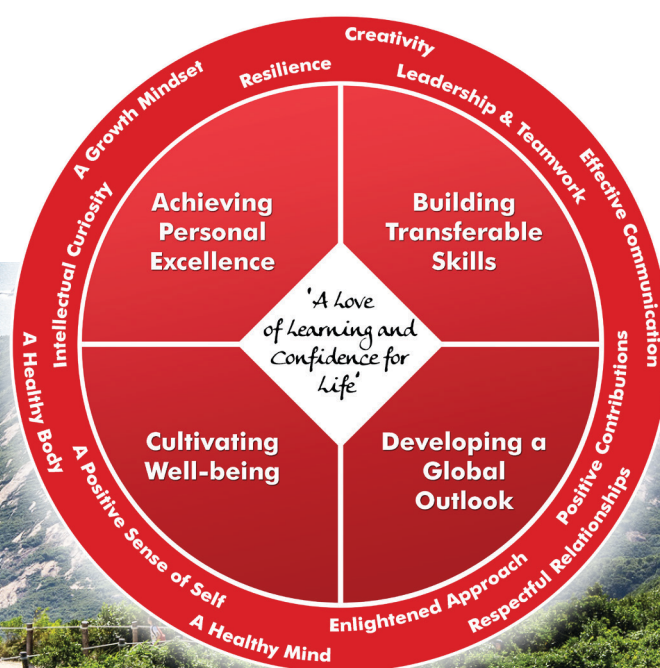 Creativity
Resilience
Leadership & Teamwork
A Growth Mindset
Effective Communication
Intellectual Curiosity
Achieving
Personal
Excellence
Building
Transferable
Skills
'A Love
of Learning and
Confidence for
Life'
A Healthy Body
Cultivating
Well-being
Developing a
Global
Outlook
Positive Contributions
A Positive Sense of Self
Respectful Relationships
Enlightened Approach
A Healthy Mind